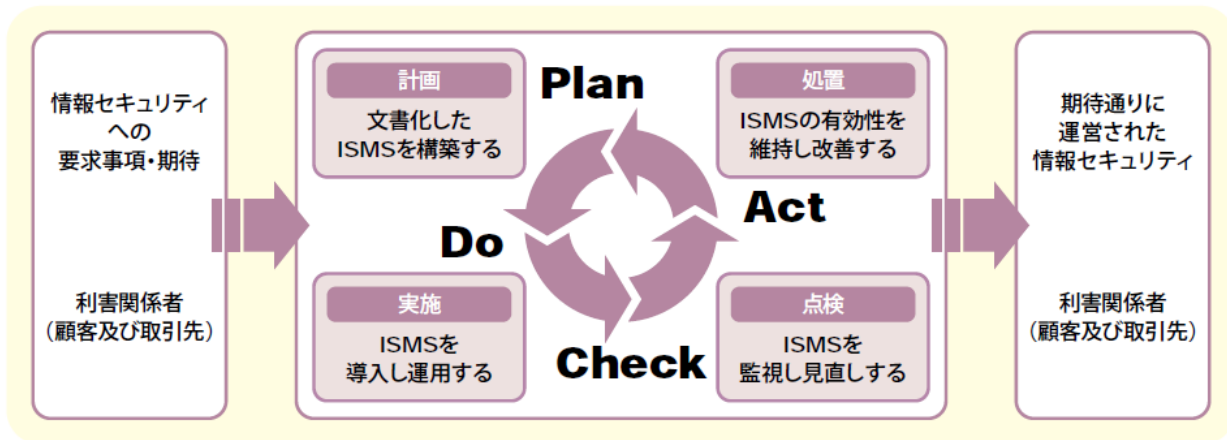 情報セキュリティ
への
要求事項・期待
利害関係者
（顧客及び取引先）
計画
文書化した
ISMSを構築する
Plan
処置
ISMSの有効性を
維持し改善する
Act
Do
実施
ISMSを
導入し運用する
Check
点検
ISMSを
監視し見直しする
期待通りに
運営された
情報セキュリティ
利害関係者
（顧客及び取引先）